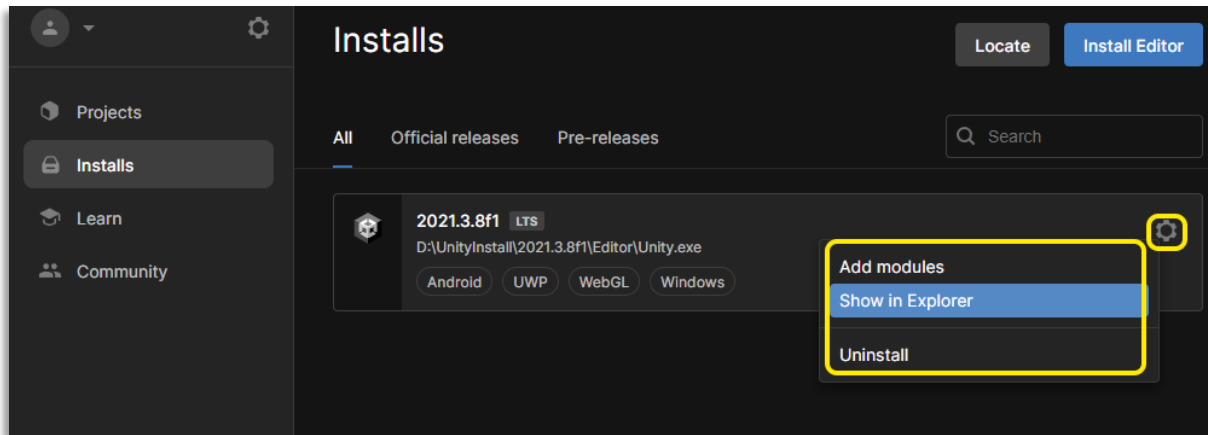 Installs
Locate
Install Editor
Projects
Installs
Learn
Community
All Official releases Pre-releases
Search
2021.3.8f1 LTS
D:\UnityInstall\2021.3.8f1\Editor\Unity.exe
Android UWP WebGL Windows
Add modules
Show in Explorer
Uninstall